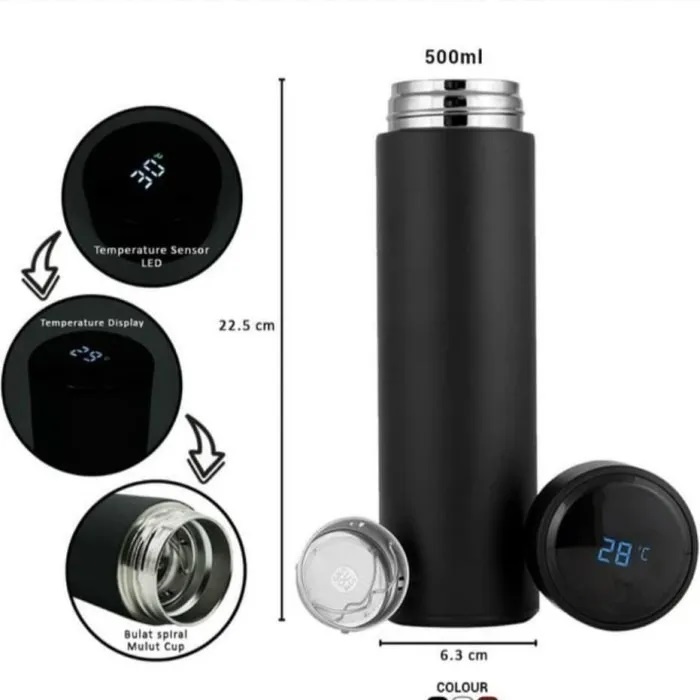 500ml
30
Temperature Sensor
LED
Temperature Display
29°
22.5 cm
28 °C
Bulat spiral
Mulut Cup
6.3 cm
COLOUR